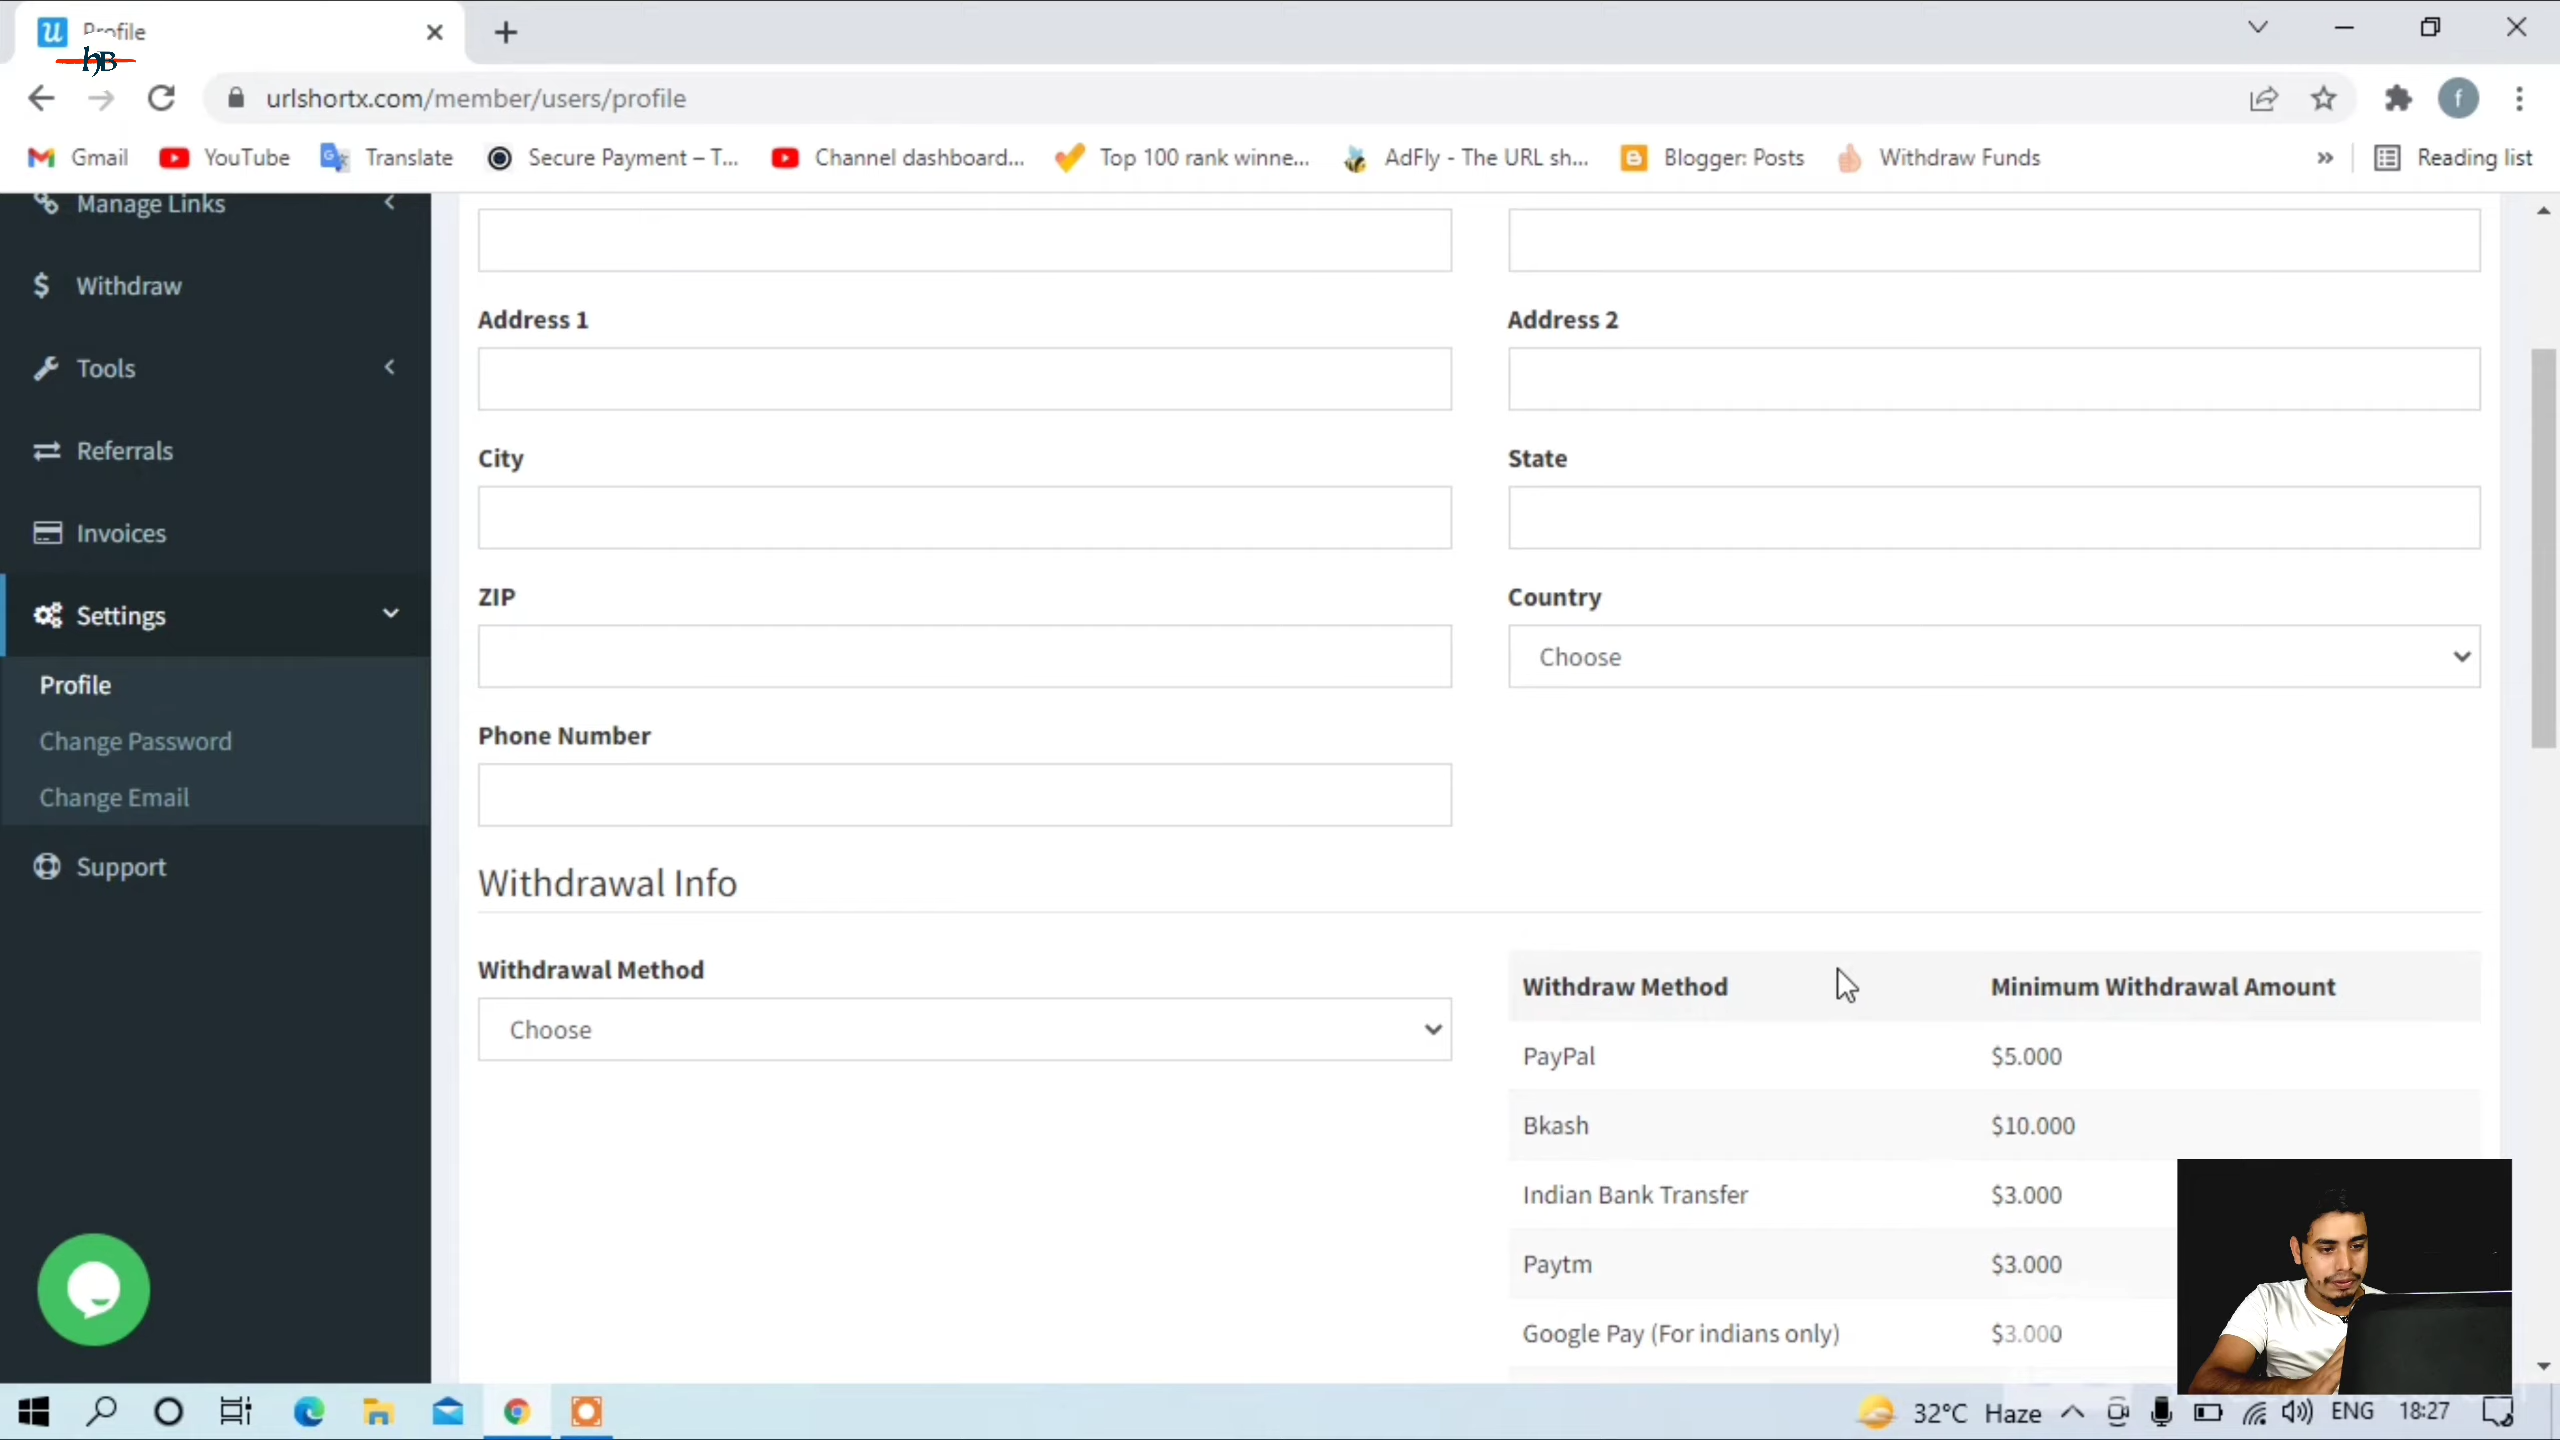 Profile
hB
urlshortx.com/member/users/profile
f
Gmail
YouTube
Translate
Secure Payment – T...
Channel dashboard...
Top 100 rank winne...
AdFly - The URL sh...
Blogger: Posts
Withdraw Funds
»
Reading list
Manage Links
Withdraw
Tools
Referrals
Invoices
Settings
Profile
Change Password
Change Email
Support
Address 1
Address 2
City
State
ZIP
Country
Choose
Phone Number
Withdrawal Info
Withdrawal Method
Choose
Withdraw Method Minimum Withdrawal Amount
PayPal $5.000
Bkash $10.000
Indian Bank Transfer $3.000
Paytm $3.000
Google Pay (For indians only) $3.000
32°C Haze
ENG
18:27